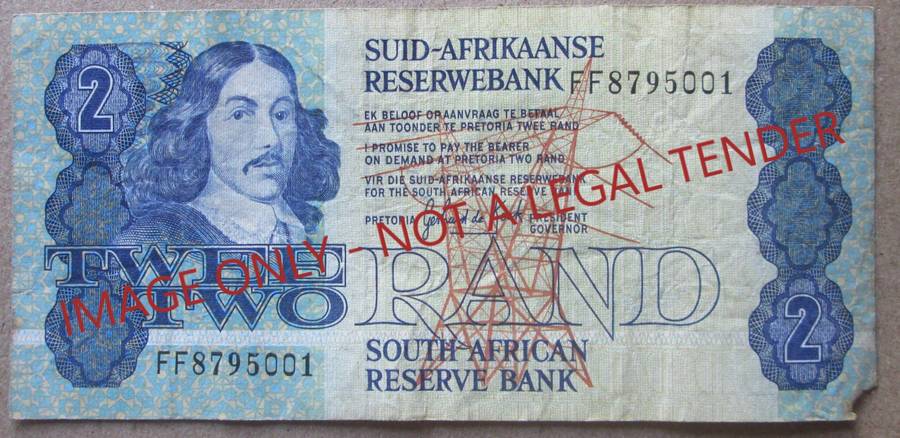 2
SUID-AFRIKAANSE
RESERWEBANK
FF8795001
EK BELOOF OP AANVRAAG TE BETAAL
AAN TOONDER TE PRETORIA TWEE RAND
I PROMISE TO PAY THE BEARER
ON DEMAND AT PRETORIA TWO RAND
VIR DIE SUID-AFRIKAANSE RESERWEBANK
FOR THE SOUTH AFRICAN RESERVE BANK
PRETORIA
PRESIDENT
GOVERNOR
IMAGE ONLY - NOT A LEGAL TENDER
TWEE
TWO
RAND
2
FF8795001
SOUTH AFRICAN
RESERVE BANK